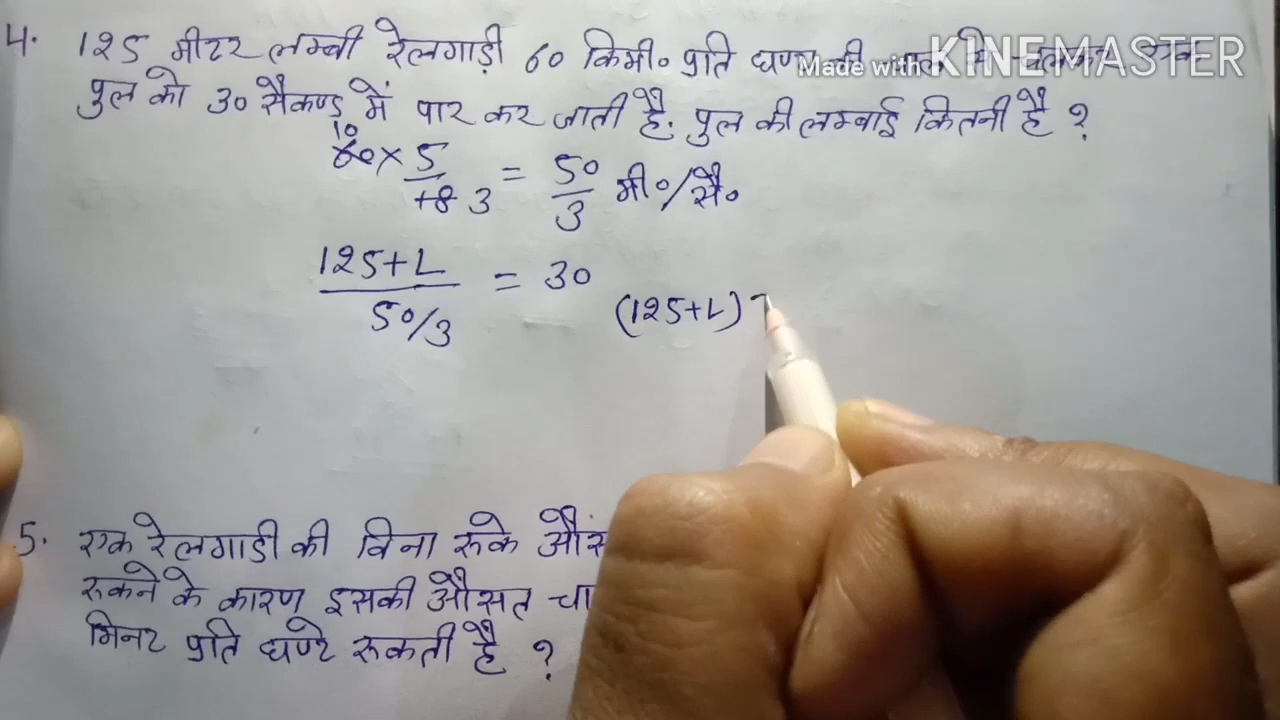 4. 125 मीटर लम्बी रेलगाड़ी 60 किमी० प्रति घण्टे की
Made with KINEMASTER
पुल को 30 सैकण्ड में पार कर जाती है. पुल की लम्बाई कितनी है ?
10
60 × 5/18 3 = 50/3 मी०/सै०
125+L / 50/3 = 30
(125+L)
5. एक रेलगाडी की बिना रूके
रूकने के कारण इसकी औसत
मिनट प्रति घण्टे रूकती है ?